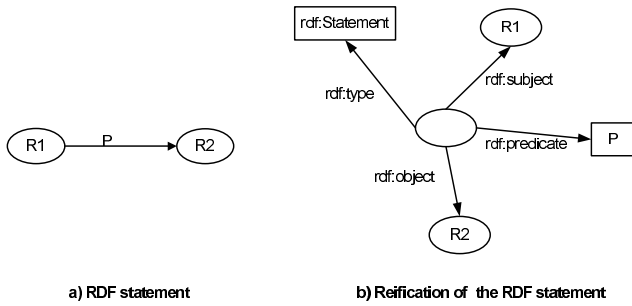 rdf:Statement
R1
rdf:subject
rdf:type
R1
P
R2
rdf:predicate
P
rdf:object
R2
a) RDF statement
b) Reification of the RDF statement